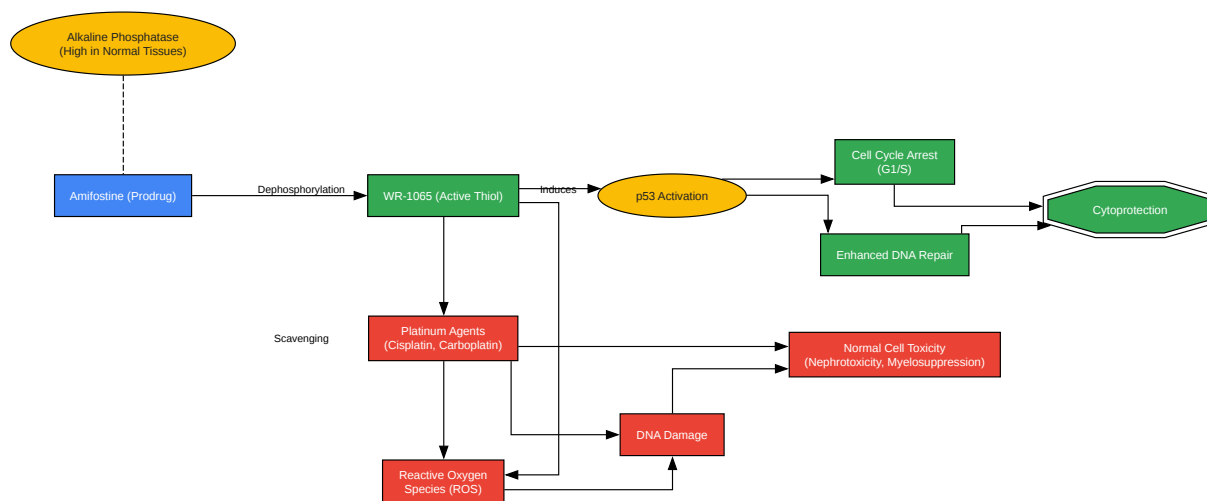 Alkaline Phosphatase
(High in Normal Tissues)
Amifostine (Prodrug)
Dephosphorylation
WR-1065 (Active Thiol)
Induces
p53 Activation
Cell Cycle Arrest
(G1/S)
Enhanced DNA Repair
Cytoprotection
Scavenging
Platinum Agents
(Cisplatin, Carboplatin)
Normal Cell Toxicity
(Nephrotoxicity, Myelosuppression)
DNA Damage
Reactive Oxygen
Species (ROS)